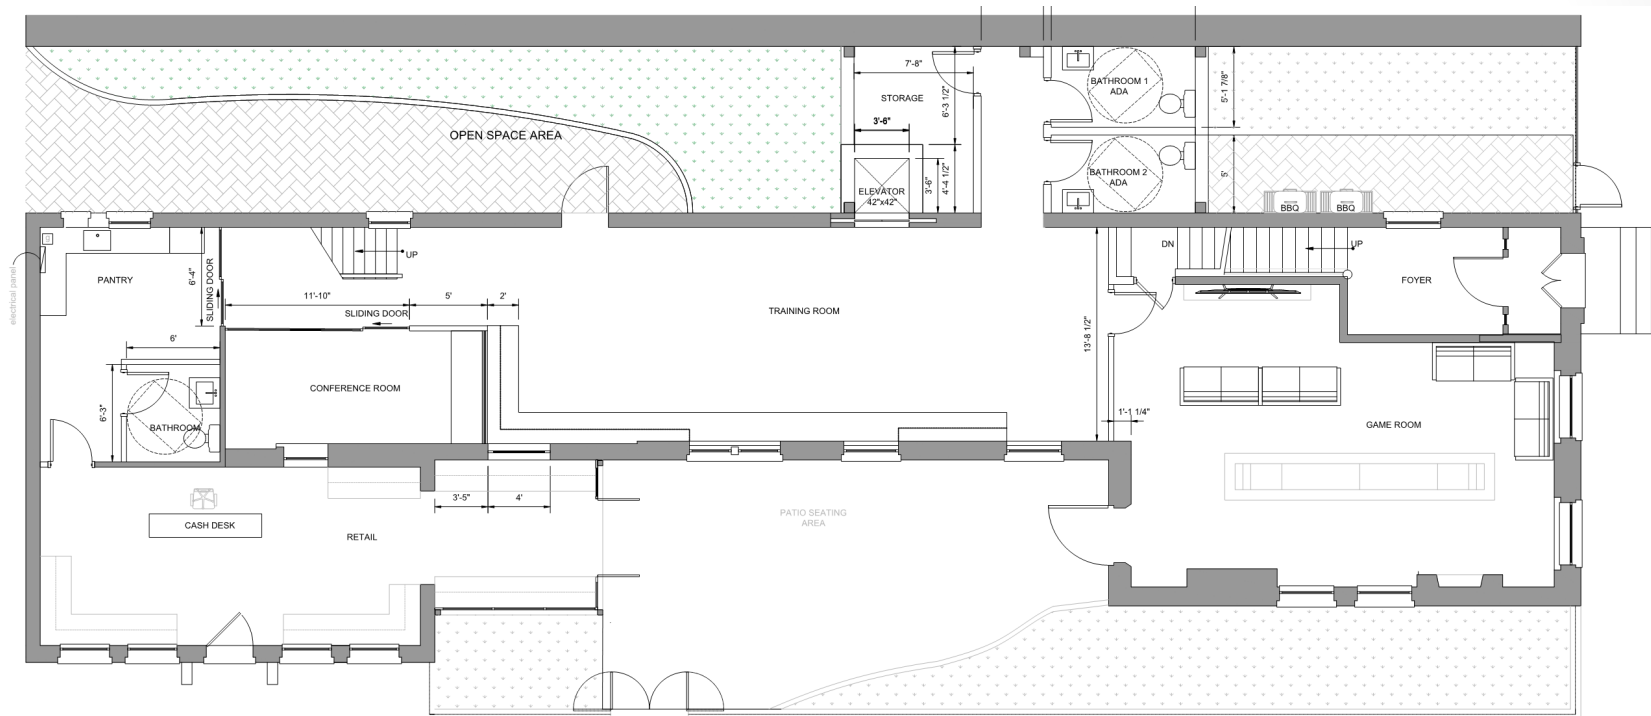 7'-8"
STORAGE
6'-3 1/2"
3'-6"
ELEVATOR
42"x42"
3'-6"
4'-4 1/2"
BATHROOM 1
ADA
BATHROOM 2
ADA
5'-1 7/8"
5'
BBQ
BBQ
OPEN SPACE AREA
electrical panel
PANTRY
6'-4"
SLIDING DOOR
UP
11'-10"
5'
2'
SLIDING DOOR
6'
6'-3"
BATHROOM
CONFERENCE ROOM
TRAINING ROOM
13'-8 1/2"
DN
UP
FOYER
1'-1 1/4"
GAME ROOM
CASH DESK
RETAIL
3'-5"
4'
PATIO SEATING
AREA